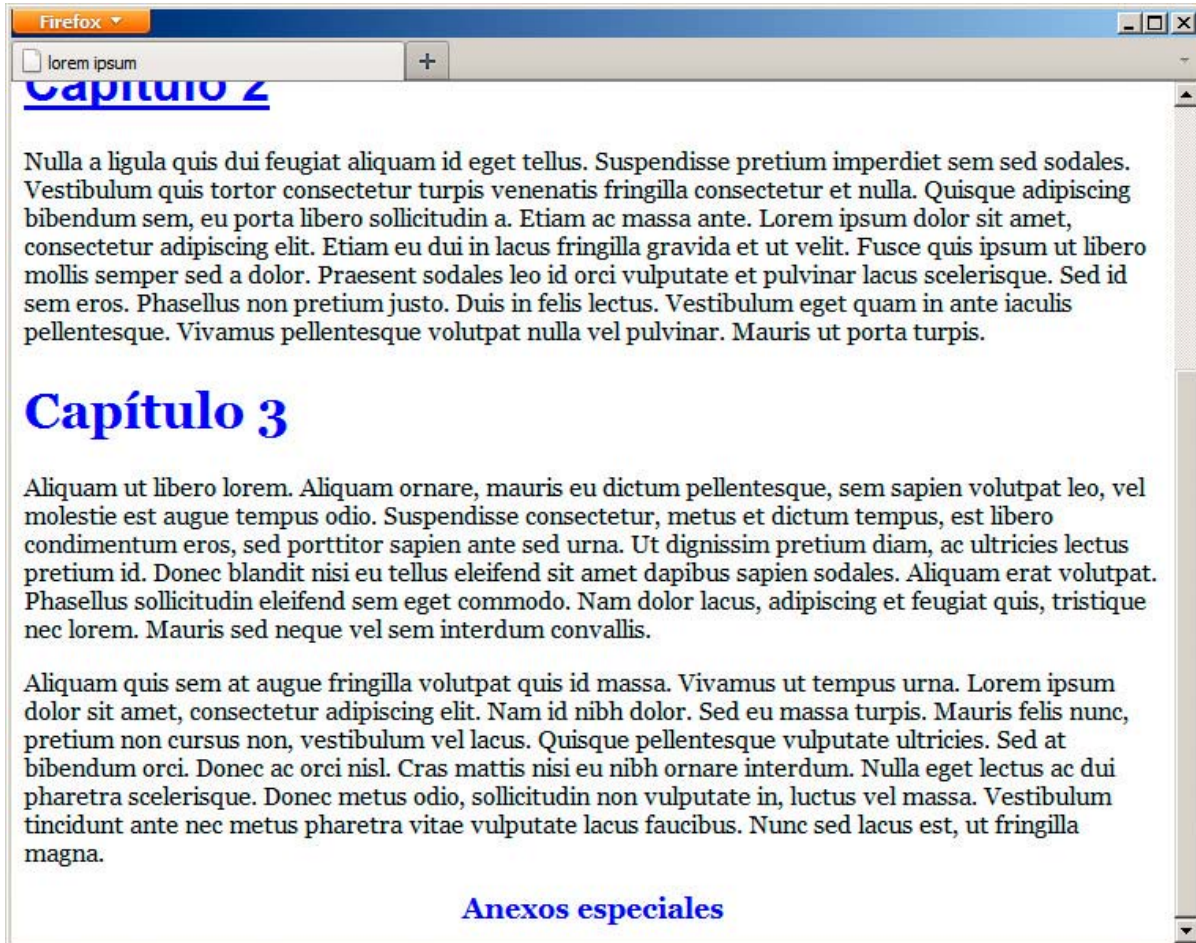 Firefox
lorem ipsum
Capítulo 2
Nulla a ligula quis dui feugiat aliquam id eget tellus. Suspendisse pretium imperdiet sem sed sodales.
Vestibulum quis tortor consectetur turpis venenatis fringilla consectetur et nulla. Quisque adipiscing
bibendum sem, eu porta libero sollicitudin a. Etiam ac massa ante. Lorem ipsum dolor sit amet,
consectetur adipiscing elit. Etiam eu dui in lacus fringilla gravida et ut velit. Fusce quis ipsum ut libero
mollis semper sed a dolor. Praesent sodales leo id orci vulputate et pulvinar lacus scelerisque. Sed id
sem eros. Phasellus non pretium justo. Duis in felis lectus. Vestibulum eget quam in ante iaculis
pellentesque. Vivamus pellentesque volutpat nulla vel pulvinar. Mauris ut porta turpis.
Capítulo 3
Aliquam ut libero lorem. Aliquam ornare, mauris eu dictum pellentesque, sem sapien volutpat leo, vel
molestie est augue tempus odio. Suspendisse consectetur, metus et dictum tempus, est libero
condimentum eros, sed porttitor sapien ante sed urna. Ut dignissim pretium diam, ac ultricies lectus
pretium id. Donec blandit nisi eu tellus eleifend sit amet dapibus sapien sodales. Aliquam erat volutpat.
Phasellus sollicitudin eleifend sem eget commodo. Nam dolor lacus, adipiscing et feugiat quis, tristique
nec lorem. Mauris sed neque vel sem interdum convallis.
Aliquam quis sem at augue fringilla volutpat quis id massa. Vivamus ut tempus urna. Lorem ipsum
dolor sit amet, consectetur adipiscing elit. Nam id nibh dolor. Sed eu massa turpis. Mauris felis nunc,
pretium non cursus non, vestibulum vel lacus. Quisque pellentesque vulputate ultricies. Sed at
bibendum orci. Donec ac orci nisl. Cras mattis nisi eu nibh ornare interdum. Nulla eget lectus ac dui
pharetra scelerisque. Donec metus odio, sollicitudin non vulputate in, luctus vel massa. Vestibulum
tincidunt ante nec metus pharetra vitae vulputate lacus faucibus. Nunc sed lacus est, ut fringilla
magna.
Anexos especiales